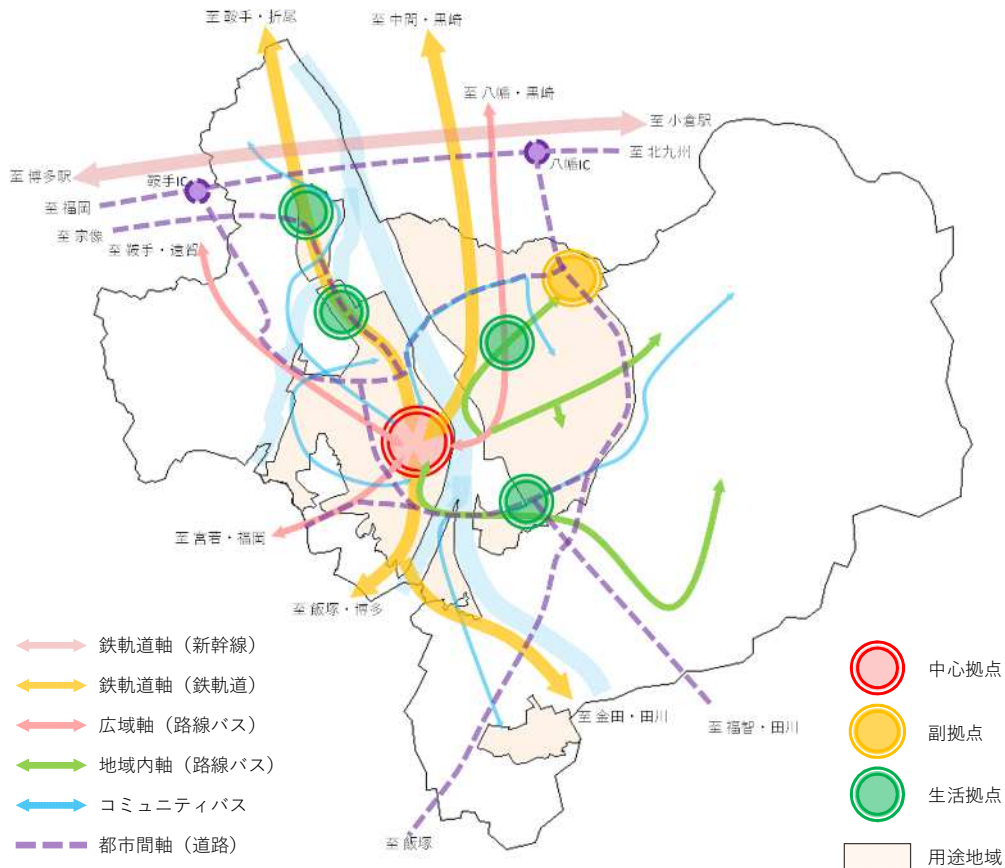 至 鞍手・折尾
至 中間・黒崎
至 八幡・黒崎
至 小倉駅
至 北九州
八幡IC
至 博多駅
鞍手IC
至 福岡
至 宗像
至 鞍手・遠賀
至 宮若・福岡
至 飯塚・博多
至 金田・田川
至 福智・田川
至 飯塚
鉄軌道軸（新幹線）
鉄軌道軸（鉄軌道）
広域軸（路線バス）
地域内軸（路線バス）
コミュニティバス
都市間軸（道路）
中心拠点
副拠点
生活拠点
用途地域